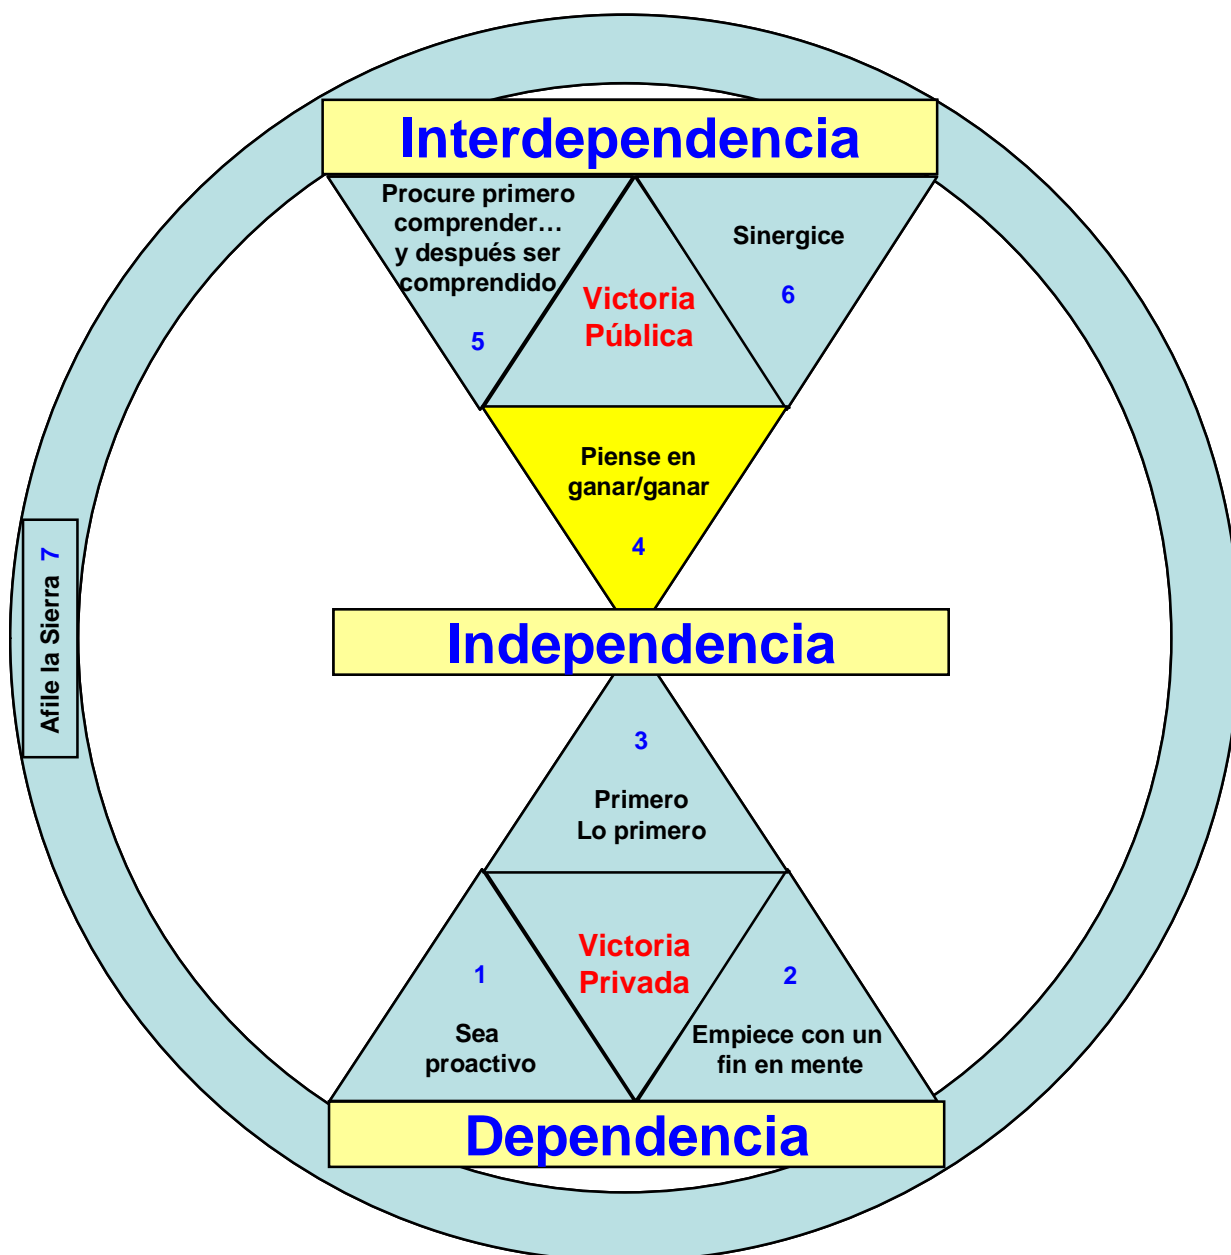 Interdependencia
Procure primero
comprender…
y después ser
comprendido
5
Victoria
Pública
Sinergice
6
Piense en
ganar/ganar
4
Afile la Sierra 7
Independencia
3
Primero
Lo primero
1
Sea
proactivo
Victoria
Privada
2
Empiece con un
fin en mente
Dependencia